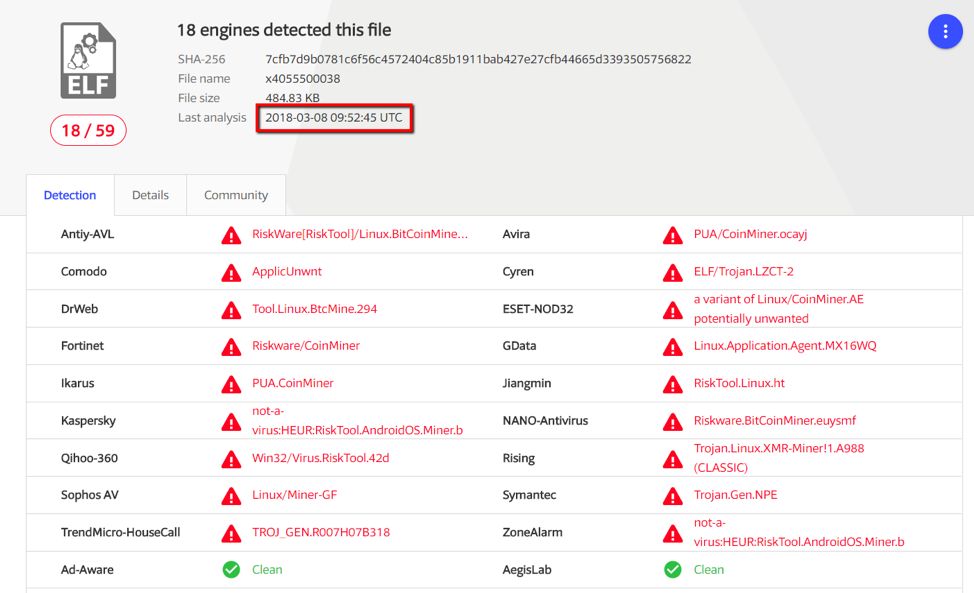 18 engines detected this file
SHA-256 7cfb7d9b0781c6f56c4572404c85b1911bab427e27cfb44665d3393505756822
File name x4055500038
File size 484.83 KB
Last analysis 2018-03-08 09:52:45 UTC
ELF
18 / 59
Detection Details Community
Antiy-AVL RiskWare[RiskTool]/Linux.BitCoinMine... Avira PUA/CoinMiner.ocayj
Comodo ApplicUnwnt Cyren ELF/Trojan.LZCT-2
DrWeb Tool.Linux.BtcMine.294 ESET-NOD32 a variant of Linux/CoinMiner.AE
potentially unwanted
Fortinet Riskware/CoinMiner GData Linux.Application.Agent.MX16WQ
Ikarus PUA.CoinMiner Jiangmin RiskTool.Linux.ht
Kaspersky not-a-
virus:HEUR:RiskTool.AndroidOS.Miner.b NANO-Antivirus Riskware.BitCoinMiner.euysmf
Qihoo-360 Win32/Virus.RiskTool.42d Rising Trojan.Linux.XMR-Miner!1.A988
(CLASSIC)
Sophos AV Linux/Miner-GF Symantec Trojan.Gen.NPE
TrendMicro-HouseCall TROJ_GEN.R007H07B318 ZoneAlarm not-a-
virus:HEUR:RiskTool.AndroidOS.Miner.b
Ad-Aware Clean AegisLab Clean